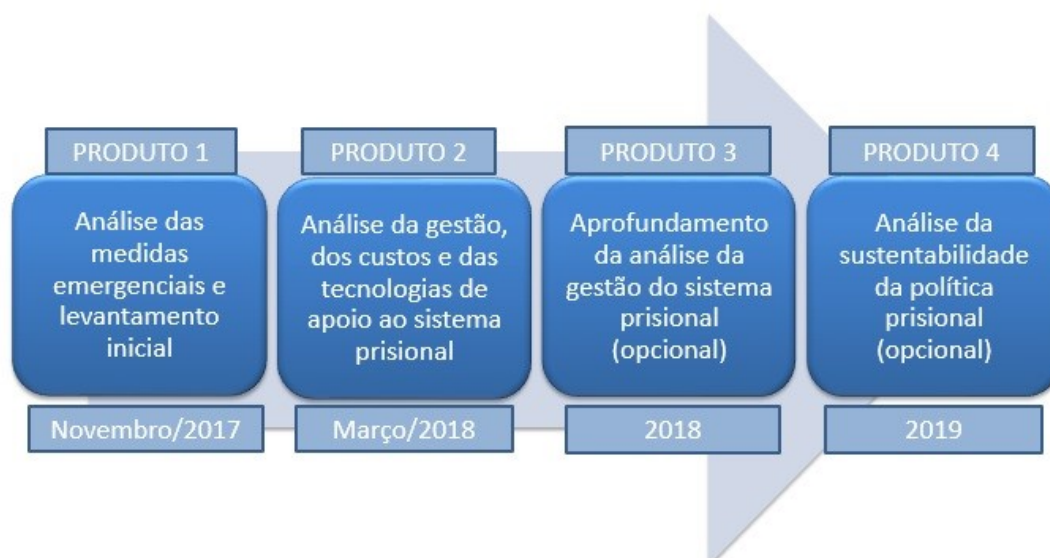 PRODUTO 1
Análise das
medidas
emergenciais e
levantamento
inicial
Novembro/2017
PRODUTO 2
Análise da gestão,
dos custos e das
tecnologias de
apoio ao sistema
prisional
Março/2018
PRODUTO 3
Aprofundamento
da análise da
gestão do sistema
prisional
(opcional)
2018
PRODUTO 4
Análise da
sustentabilidade
da política
prisional
(opcional)
2019